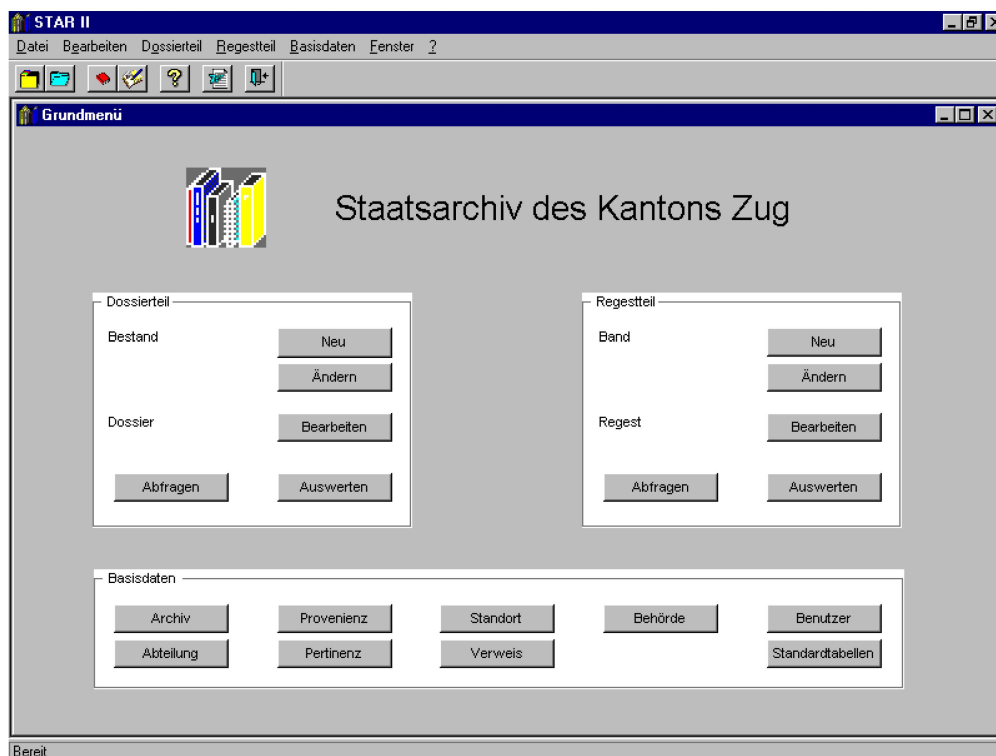 STAR II
Datei Bearbeiten Dossierteil Regestteil Basisdaten Fenster ?
Grundmenü
Staatsarchiv des Kantons Zug
Dossierteil
Bestand Neu
Ändern
Dossier Bearbeiten
Abfragen Auswerten
Regestteil
Band Neu
Ändern
Regest Bearbeiten
Abfragen Auswerten
Basisdaten
Archiv Provenienz Standort Behörde Benutzer
Abteilung Pertinenz Verweis Standardtabellen
Bereit